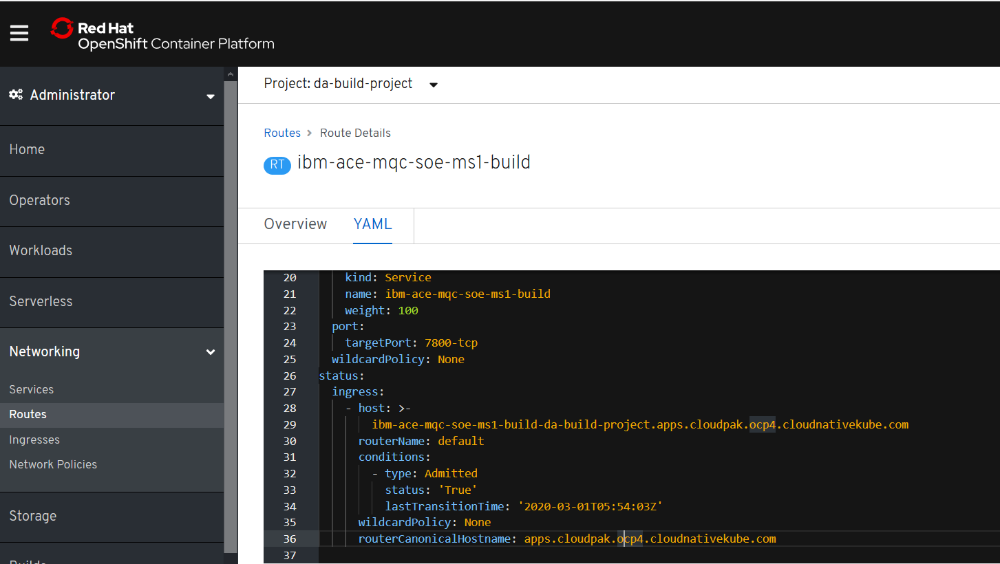 Red Hat
OpenShift Container Platform
Administrator
Home
Operators
Workloads
Serverless
Networking
Services
Routes
Ingresses
Network Policies
Storage
Builds
Project: da-build-project
Routes > Route Details
RT ibm-ace-mqc-soe-ms1-build
Overview YAML
20 kind: Service
21 name: ibm-ace-mqc-soe-ms1-build
22 weight: 100
23 port:
24 targetPort: 7800-tcp
25 wildcardPolicy: None
26 status:
27 ingress:
28 - host: >-
29 ibm-ace-mqc-soe-ms1-build-da-build-project.apps.cloudpak.ocp4.cloudnativekube.com
30 routerName: default
31 conditions:
32 - type: Admitted
33 status: 'True'
34 lastTransitionTime: '2020-03-01T05:54:03Z'
35 wildcardPolicy: None
36 routerCanonicalHostname: apps.cloudpak.ocp4.cloudnativekube.com
37